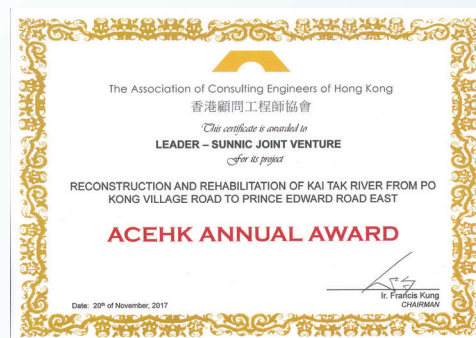 The Association of Consulting Engineers of Hong Kong
香港顧問工程師協會
This certificate is awarded to
LEADER – SUNNIC JOINT VENTURE
For its project
RECONSTRUCTION AND REHABILITATION OF KAI TAK RIVER FROM PO
KONG VILLAGE ROAD TO PRINCE EDWARD ROAD EAST
ACEHK ANNUAL AWARD
Ir. Francis Kung
Date: 20th of November, 2017
CHAIRMAN